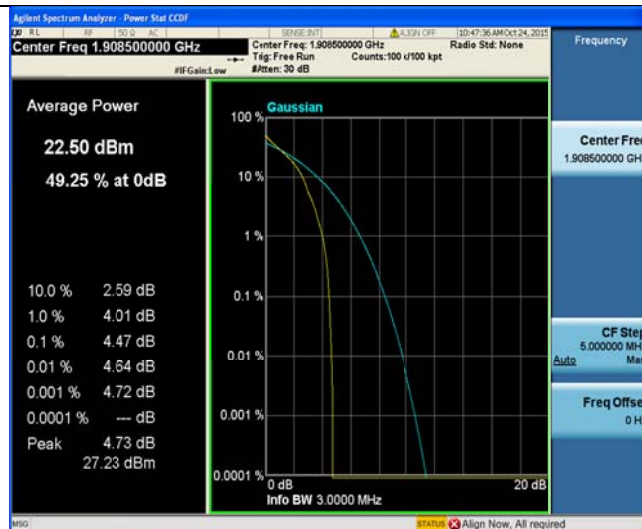 Agilent Spectrum Analyzer - Power Stat CCDF
RL RF 50 Ω AC SENSE:INT ALIGN OFF 10:47:36 AM Oct 24, 2015
Center Freq 1.908500000 GHz
Center Freq: 1.908500000 GHz
Radio Std: None
Trig: Free Run Counts:100 k/100 kpt
#IFGain:Low #Atten: 30 dB
Frequency
Average Power
22.50 dBm
49.25 % at 0dB
10.0 % 2.59 dB
1.0 % 4.01 dB
0.1 % 4.47 dB
0.01 % 4.64 dB
0.001 % 4.72 dB
0.0001 % --- dB
Peak 4.73 dB
27.23 dBm
Gaussian
100 %
10 %
1 %
0.1 %
0.01 %
0.001 %
0.0001 %
0 dB 20 dB
Info BW 3.0000 MHz
Center Freq
1.908500000 GH
CF Step
5.000000 MH
Auto Ma
Freq Offse
0 H
MSG
STATUS Align Now, All required